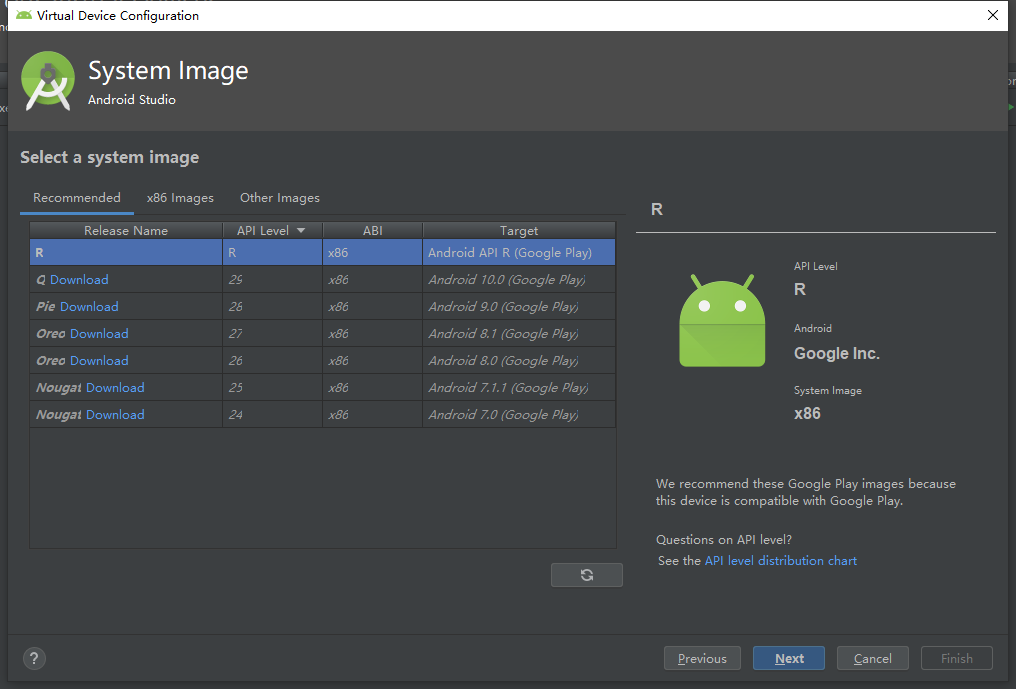 Virtual Device Configuration
System Image
Android Studio
Select a system image
Recommended x86 Images Other Images
Release Name API Level ABI Target
R R x86 Android API R (Google Play)
Q Download 29 x86 Android 10.0 (Google Play)
Pie Download 28 x86 Android 9.0 (Google Play)
Oreo Download 27 x86 Android 8.1 (Google Play)
Oreo Download 26 x86 Android 8.0 (Google Play)
Nougat Download 25 x86 Android 7.1.1 (Google Play)
Nougat Download 24 x86 Android 7.0 (Google Play)
R
API Level
R
Android
Google Inc.
System Image
x86
We recommend these Google Play images because
this device is compatible with Google Play.
Questions on API level?
See the API level distribution chart
?
Previous Next Cancel Finish